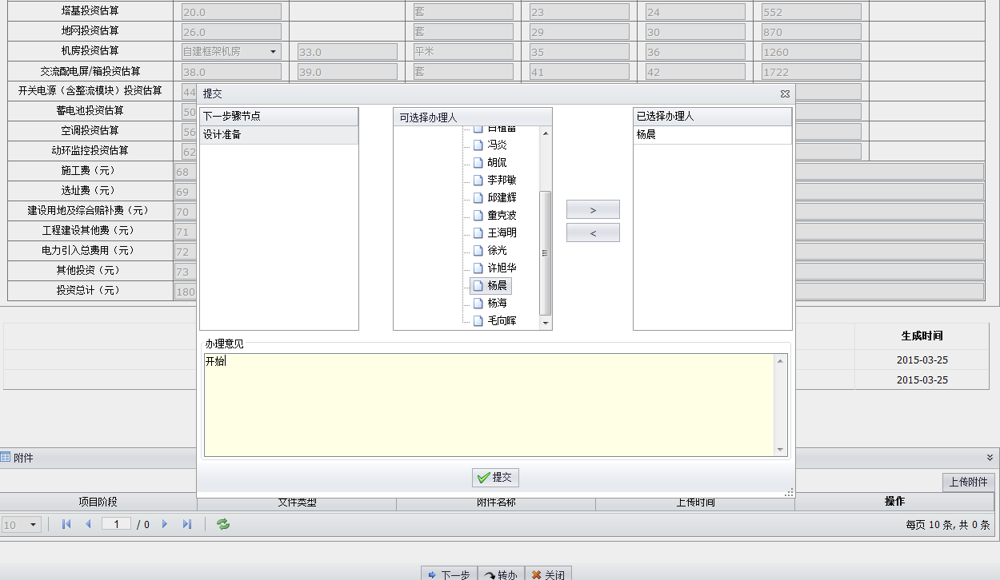 塔基投资估算 20.0 套 23 24 552
地网投资估算 26.0 套 29 30 870
机房投资估算 自建框架机房 33.0 平米 35 36 1260
交流配电屏/箱投资估算 38.0 39.0 套 41 42 1722
开关电源（含整流模块）投资估算 44
蓄电池投资估算 50
空调投资估算 56
动环监控投资估算 62
施工费（元） 68
选址费（元） 69
建设用地及综合赔补费（元） 70
工程建设其他费（元） 71
电力引入总费用（元） 72
其他投资（元） 73
投资总计（元） 180
提交
下一步骤节点
设计准备
可选择办理人
冯炎
胡侃
李邦敏
邱建辉
童克波
王海明
徐光
许旭华
杨晨
杨海
毛向晖
>
<
已选择办理人
杨晨
办理意见
开始
提交
生成时间
2015-03-25
2015-03-25
附件
上传附件
项目阶段 文件类型 附件名称 上传时间 操作
10 1 / 0 每页 10 条, 共 0 条
下一步 转办 关闭